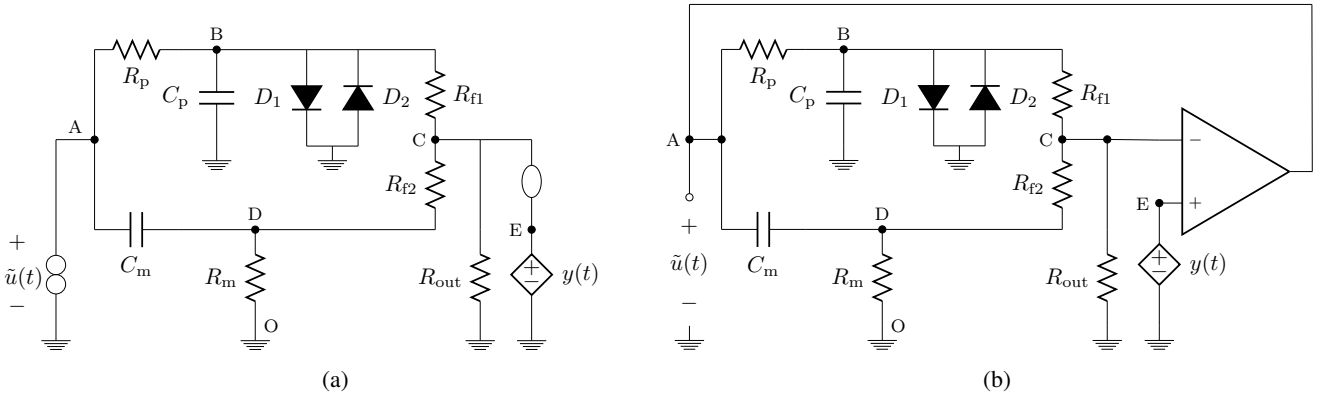 B
R_p
C_p
D_1
D_2
R_f1
A
C
R_f2
D
E
+
ũ(t)
−
C_m
R_m
R_out
+
−
y(t)
O
(a)
B
R_p
C_p
D_1
D_2
R_f1
A
C
−
R_f2
D
E
+
+
ũ(t)
−
C_m
R_m
R_out
+
−
y(t)
O
(b)